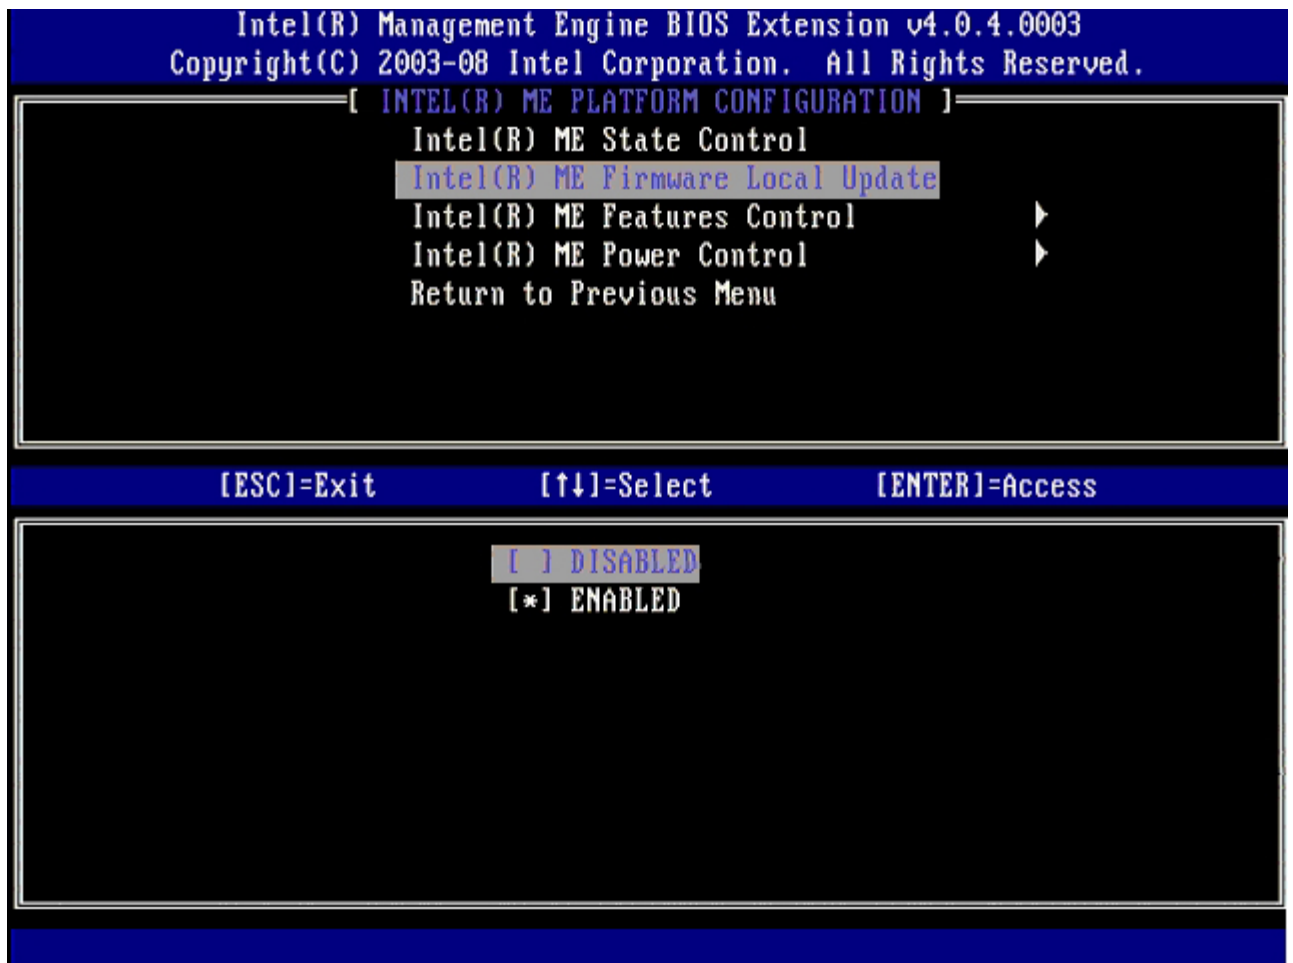 Intel(R) Management Engine BIOS Extension v4.0.4.0003
Copyright(C) 2003-08 Intel Corporation. All Rights Reserved.
[ INTEL(R) ME PLATFORM CONFIGURATION ]
Intel(R) ME State Control
Intel(R) ME Firmware Local Update
Intel(R) ME Features Control ►
Intel(R) ME Power Control ►
Return to Previous Menu
[ESC]=Exit [↑↓]=Select [ENTER]=Access
[ ] DISABLED
[*] ENABLED